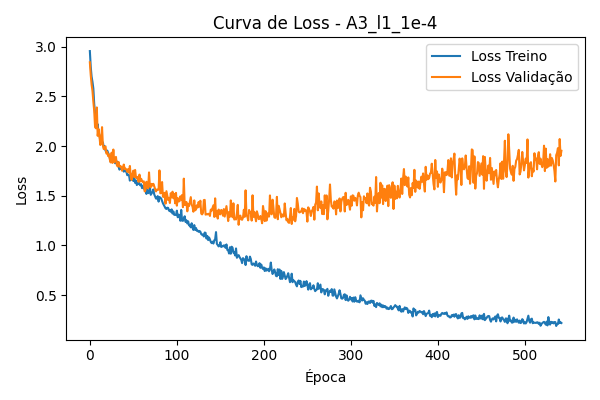 Curva de Loss - A3_l1_1e-4
Loss Treino
Loss Validação
3.0
2.5
2.0
1.5
1.0
0.5
Loss
0 100 200 300 400 500
Época